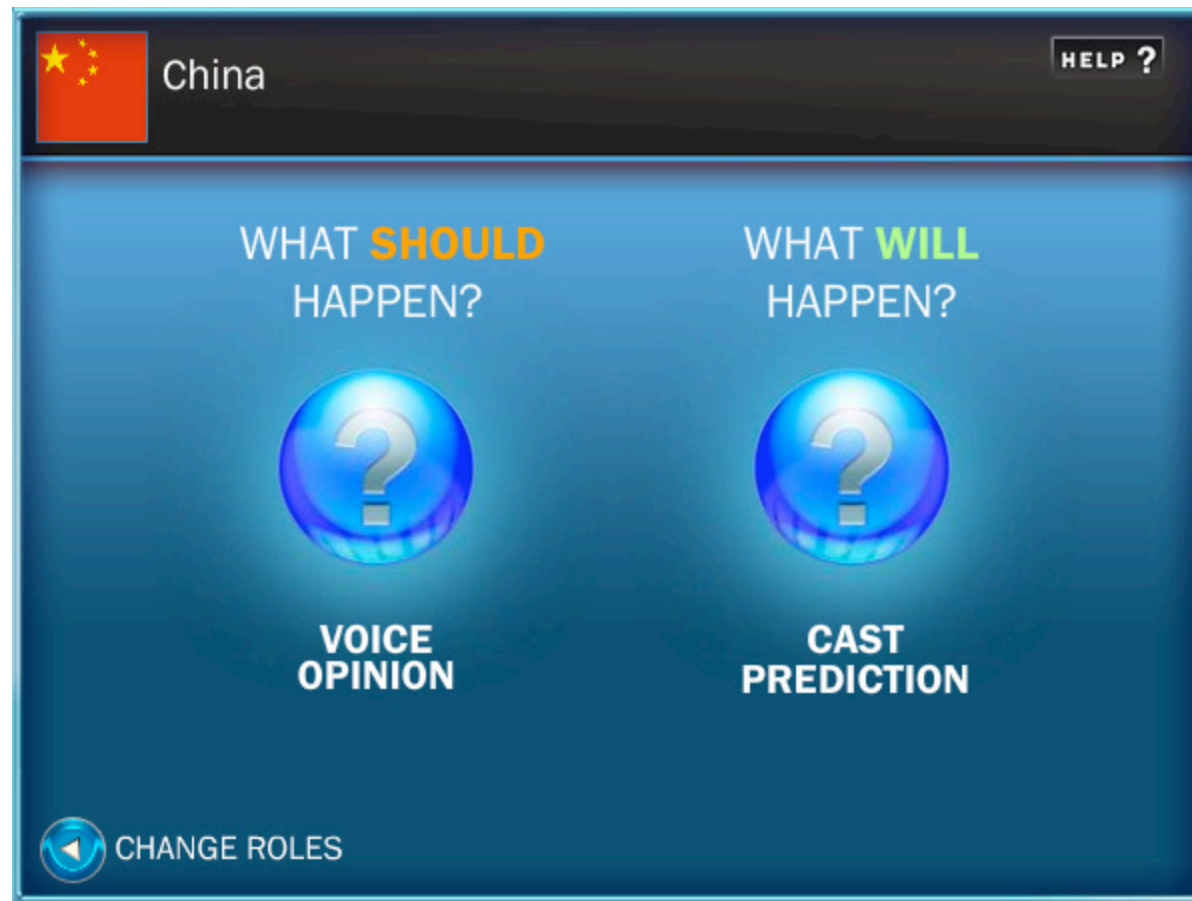 China
HELP ?
WHAT SHOULD
HAPPEN?
WHAT WILL
HAPPEN?
?
?
VOICE
OPINION
CAST
PREDICTION
CHANGE ROLES